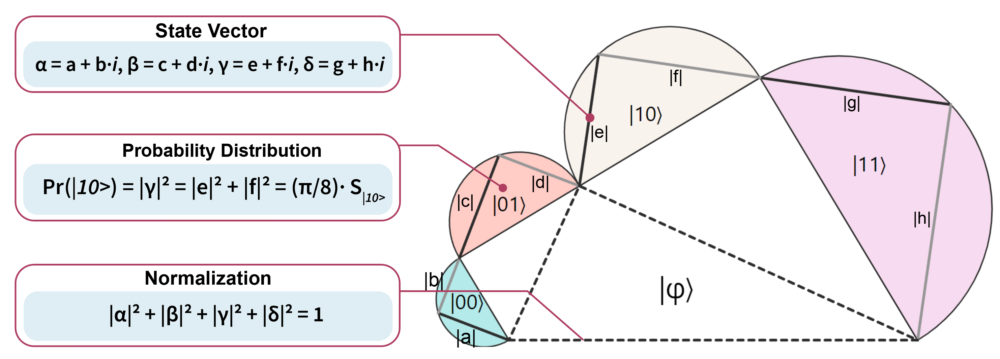 State Vector
α = a + b·i, β = c + d·i, γ = e + f·i, δ = g + h·i
Probability Distribution
Pr(|10>) = |γ|² = |e|² + |f|² = (π/8)· S|10>
Normalization
|α|² + |β|² + |γ|² + |δ|² = 1
|f|
|g|
|10⟩
|e|
|11⟩
|d|
|c|
|01⟩
|h|
|b|
|φ⟩
|00⟩
|a|